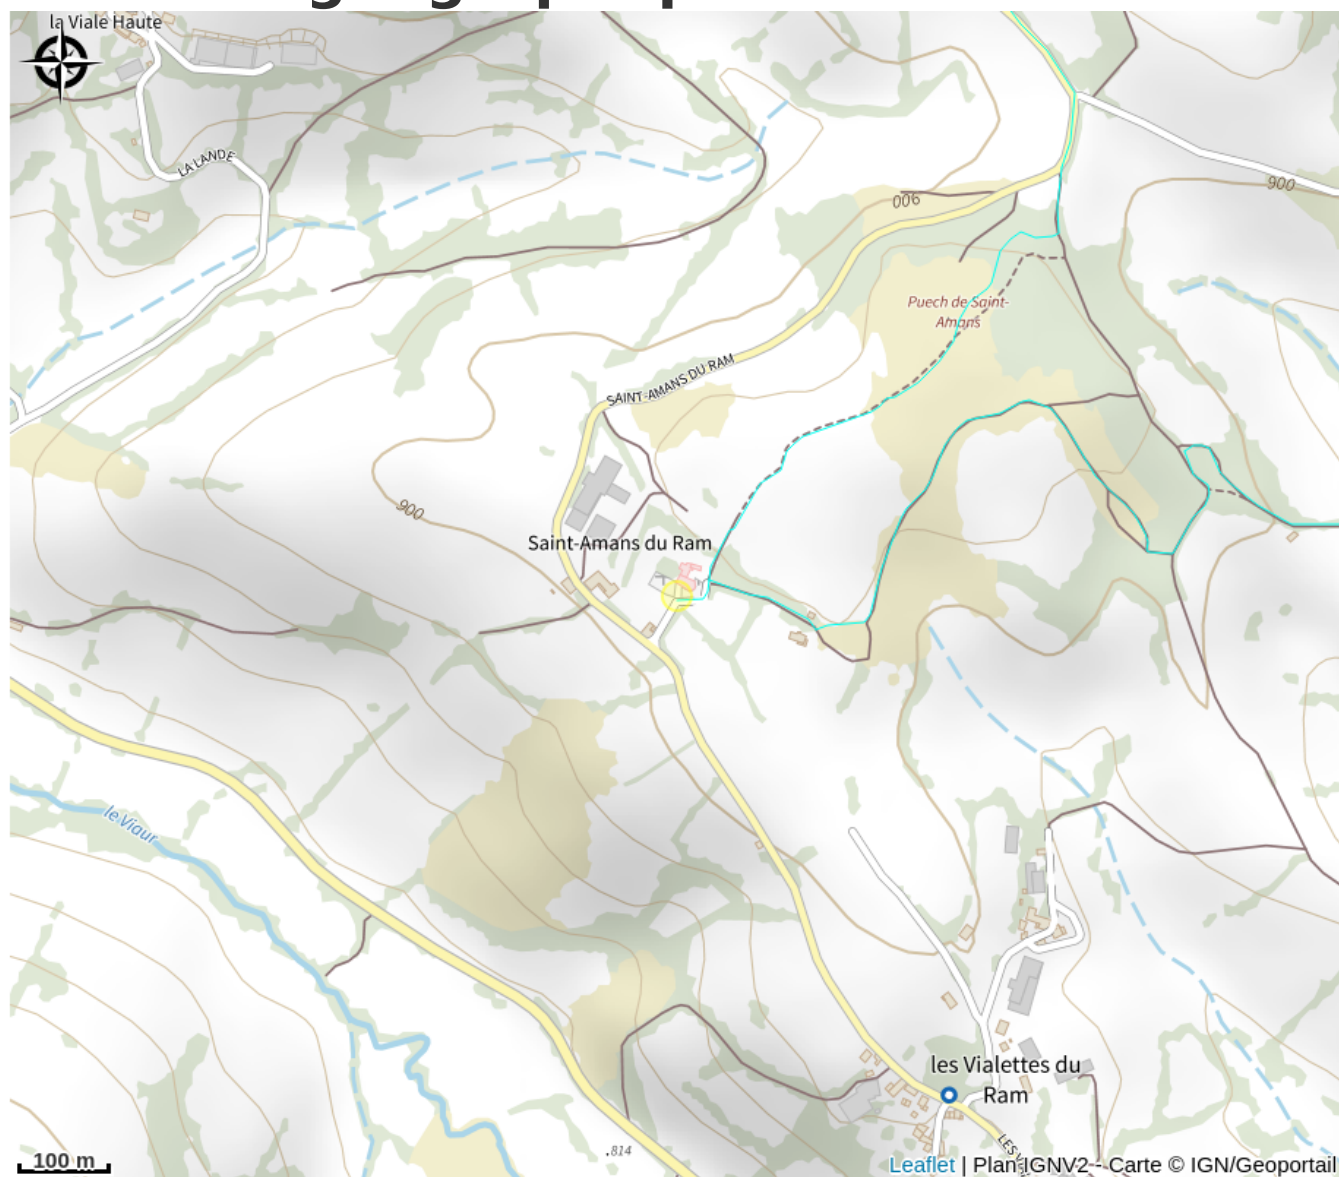 la Viale Haute
LA LANDE
900
900
Puech de Saint-
Amans
SAINT-AMANS DU RAM
900
Saint-Amans du Ram
le Viaur
les Vialettes du
Ram
.814
100 m
Leaflet | Plan IGNV2 - Carte © IGN/Geoportail